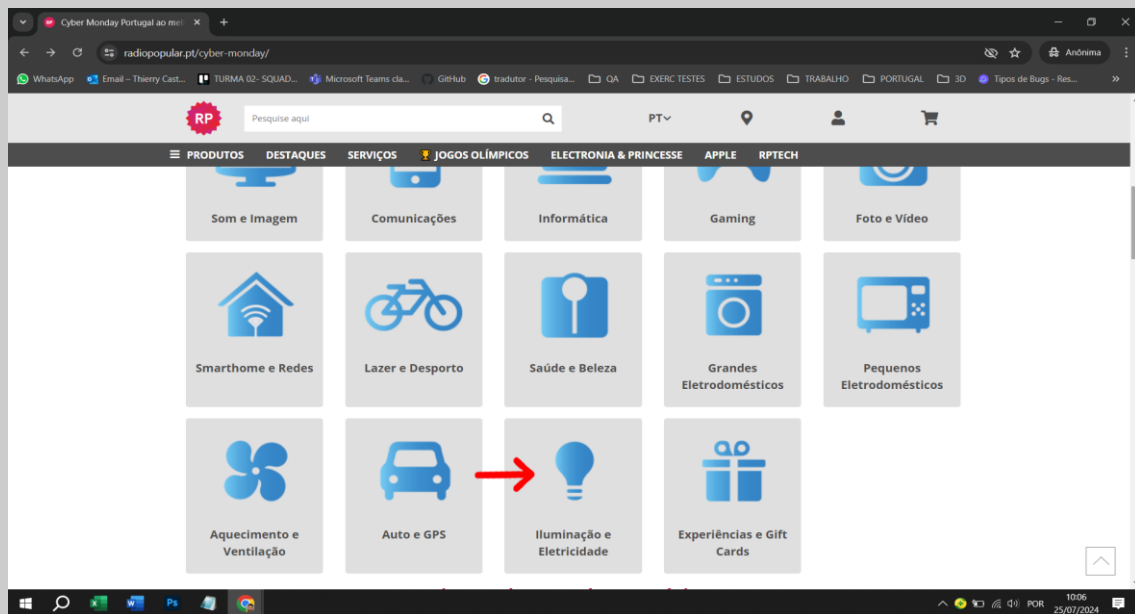 Cyber Monday Portugal ao mel
radiopopular.pt/cyber-monday/
Anónima
WhatsApp
Email – Thierry Cast...
TURMA 02- SQUAD...
Microsoft Teams cla...
GitHub
tradutor - Pesquisa...
QA
EXERC TESTES
ESTUDOS
TRABALHO
PORTUGAL
3D
Tipos de Bugs - Res...
RP
Pesquise aqui
PT
PRODUTOS
DESTAQUES
SERVIÇOS
JOGOS OLÍMPICOS
ELECTRONIA & PRINCESSE
APPLE
RPTECH
Som e Imagem
Comunicações
Informática
Gaming
Foto e Vídeo
Smarthome e Redes
Lazer e Desporto
Saúde e Beleza
Grandes
Eletrodomésticos
Pequenos
Eletrodomésticos
Aquecimento e
Ventilação
Auto e GPS
Iluminação e
Eletricidade
Experiências e Gift
Cards
Ps
POR
10:06
25/07/2024